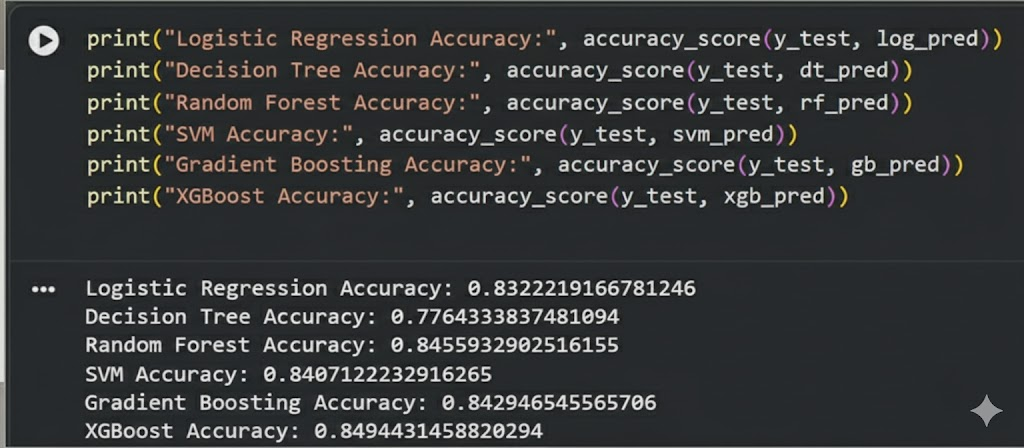 print("Logistic Regression Accuracy:", accuracy_score(y_test, log_pred))
print("Decision Tree Accuracy:", accuracy_score(y_test, dt_pred))
print("Random Forest Accuracy:", accuracy_score(y_test, rf_pred))
print("SVM Accuracy:", accuracy_score(y_test, svm_pred))
print("Gradient Boosting Accuracy:", accuracy_score(y_test, gb_pred))
print("XGBoost Accuracy:", accuracy_score(y_test, xgb_pred))
Logistic Regression Accuracy: 0.8322219166781246
Decision Tree Accuracy: 0.7764333837481094
Random Forest Accuracy: 0.8455932902516155
SVM Accuracy: 0.8407122232916265
Gradient Boosting Accuracy: 0.842946545565706
XGBoost Accuracy: 0.8494431458820294